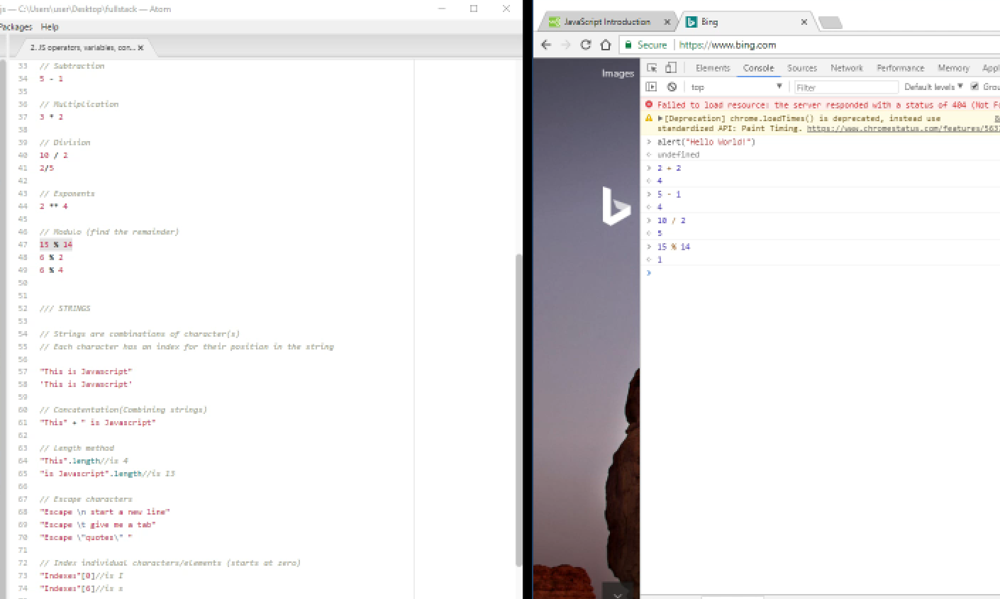 js — C:\Users\user\Desktop\fullstack — Atom
Packages Help
2. JS operators, variables, con...
33 // Subtraction
34 5 - 1
35
36 // Multiplication
37 3 * 2
38
39 // Division
40 10 / 2
41 2/5
42
43 // Exponents
44 2 ** 4
45
46 // Modulo (find the remainder)
47 15 % 14
48 6 % 2
49 6 % 4
50
51
52 /// STRINGS
53
54 // Strings are combinations of character(s)
55 // Each character has an index for their position in the string
56
57 "This is Javascript"
58 'This is Javascript'
59
60 // Concatentation(Combining strings)
61 "This" + " is Javascript"
62
63 // Length method
64 "This".length//is 4
65 "is Javascript".length//is 13
66
67 // Escape characters
68 "Escape \n start a new line"
69 "Escape \t give me a tab"
70 "Escape \"quotes\" "
71
72 // Index individual characters/elements (starts at zero)
73 "Indexes"[0]//is I
74 "Indexes"[6]//is s
JavaScript Introduction
Bing
Secure https://www.bing.com
Images
Elements Console Sources Network Performance Memory Appl
top Filter Default levels Grou
Failed to load resource: the server responded with a status of 404 (Not Fo
[Deprecation] chrome.loadTimes() is deprecated, instead use
standardized API: Paint Timing. https://www.chromestatus.com/features/563
> alert("Hello World!")
< undefined
> 2 + 2
< 4
> 5 - 1
< 4
> 10 / 2
< 5
> 15 % 14
< 1
>